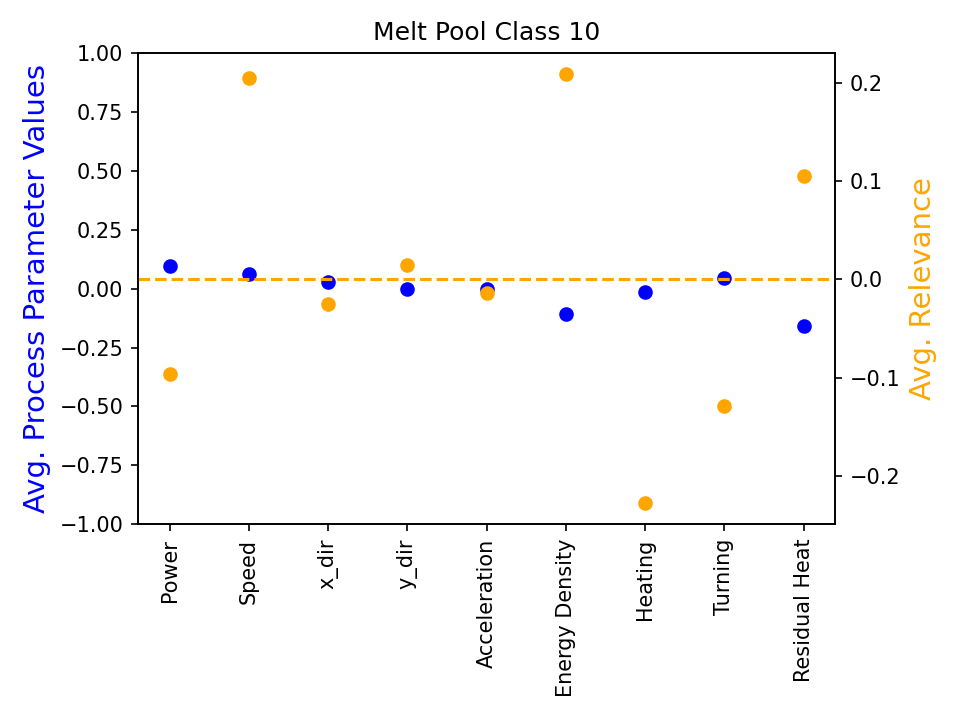 Melt Pool Class 10
Avg. Process Parameter Values
1.00
0.75
0.50
0.25
0.00
−0.25
−0.50
−0.75
−1.00
0.2
0.1
0.0
−0.1
−0.2
Avg. Relevance
Power
Speed
x_dir
y_dir
Acceleration
Energy Density
Heating
Turning
Residual Heat